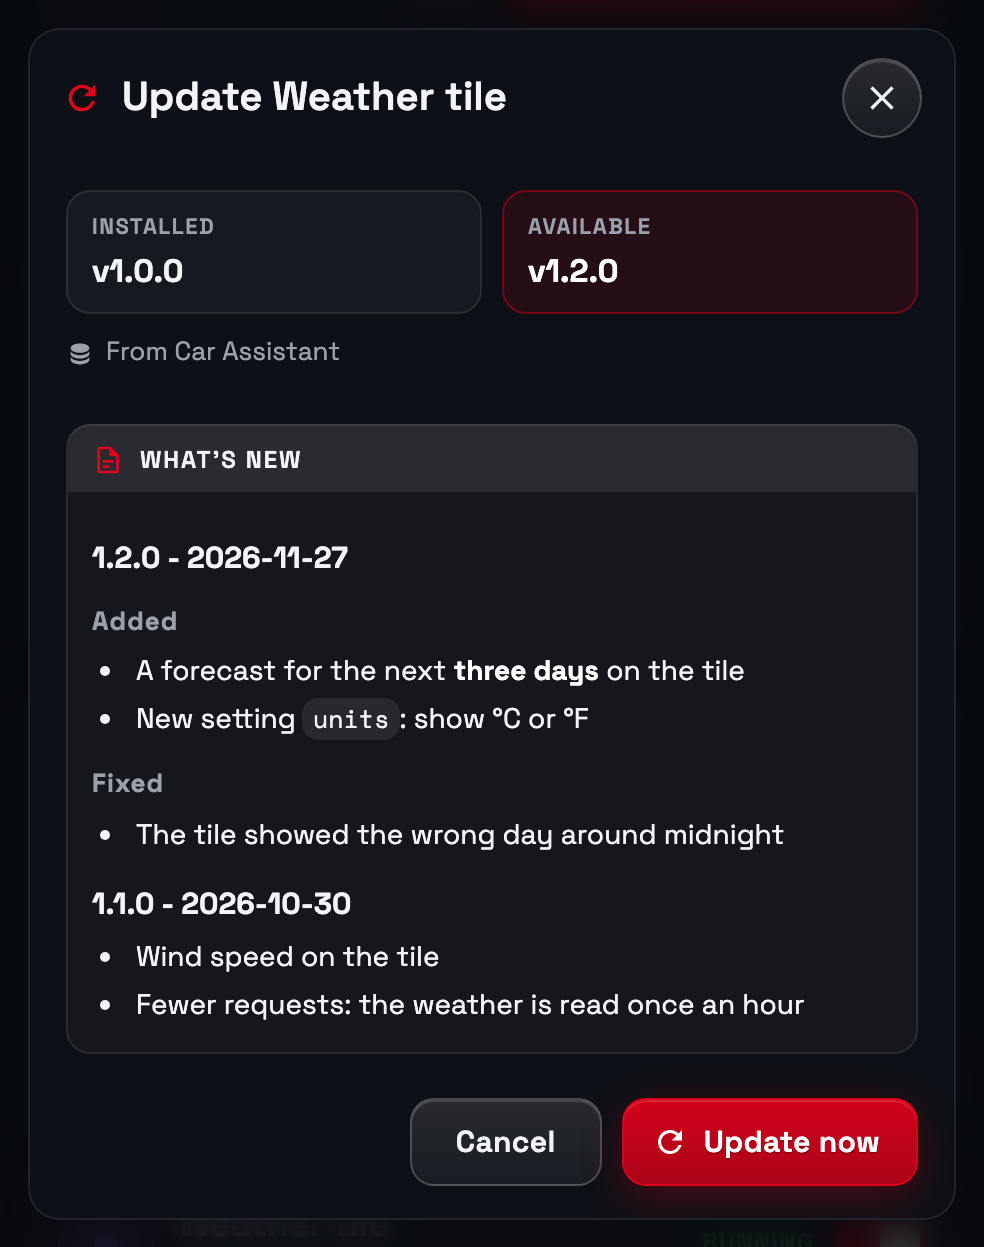 Update Weather tile
INSTALLED
v1.0.0
AVAILABLE
v1.2.0
From Car Assistant
WHAT’S NEW
1.2.0 - 2026-11-27
Added
• A forecast for the next three days on the tile
• New setting units: show °C or °F
Fixed
• The tile showed the wrong day around midnight
1.1.0 - 2026-10-30
• Wind speed on the tile
• Fewer requests: the weather is read once an hour
Cancel
Update now
Weather tile
RUNNING